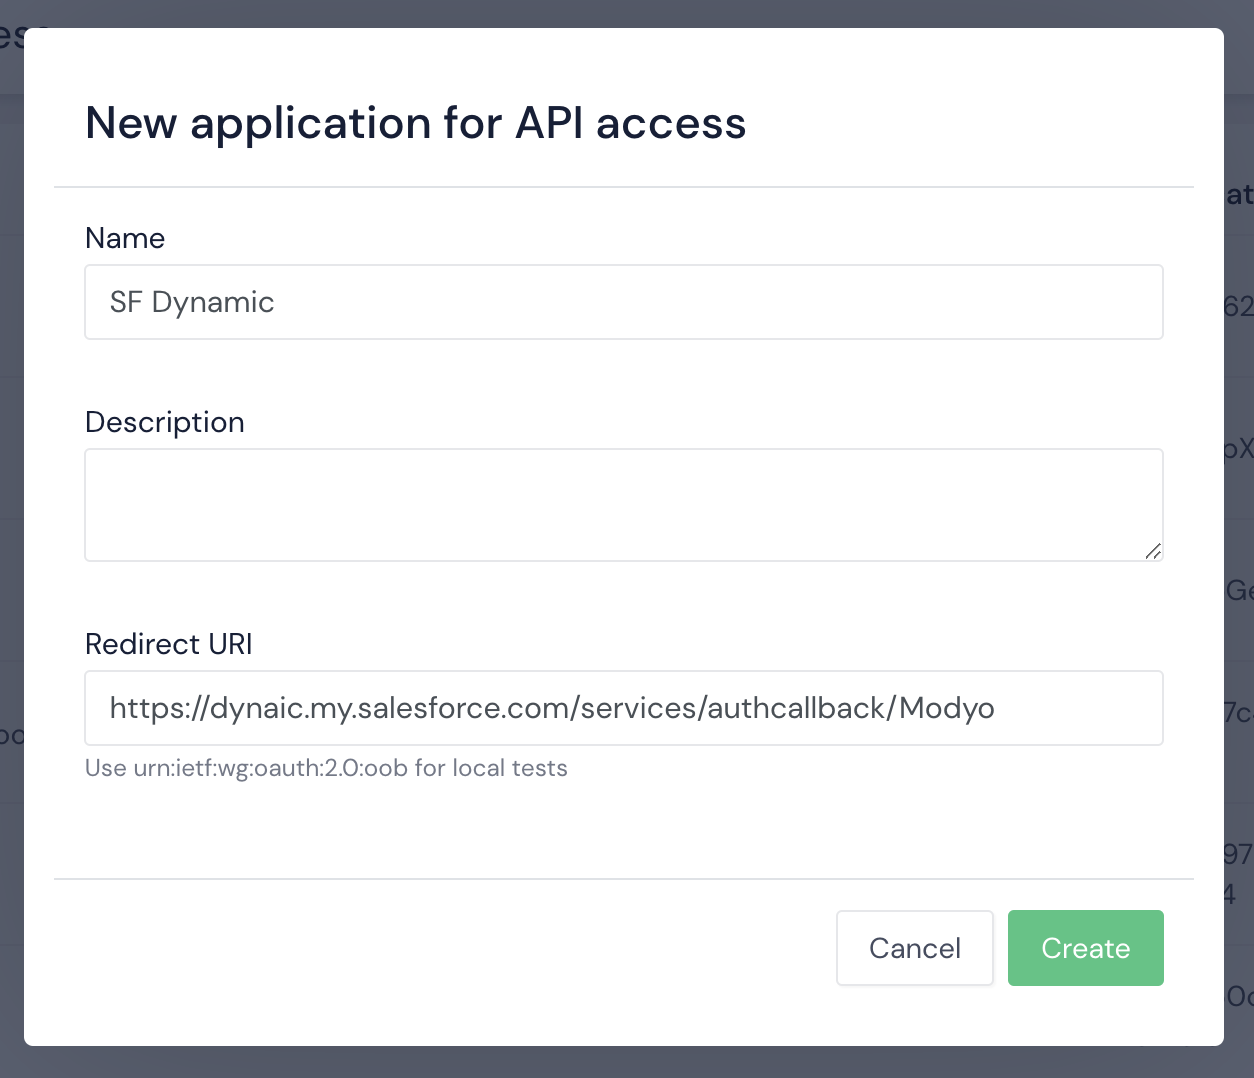 New application for API access
Name
SF Dynamic
Description
Redirect URI
https://dynaic.my.salesforce.com/services/authcallback/Modyo
Use urn:ietf:wg:oauth:2.0:oob for local tests
Cancel
Create